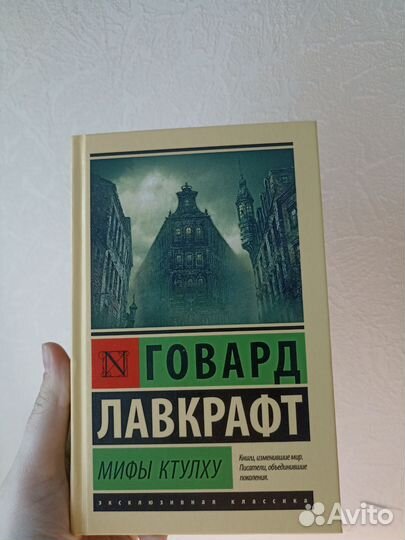 N
ГОВАРД
ЛАВКРАФТ
МИФЫ КТУЛХУ
Книги, изменившие мир.
Писатели, объединившие
поколения.
эксклюзивная классика
Avito